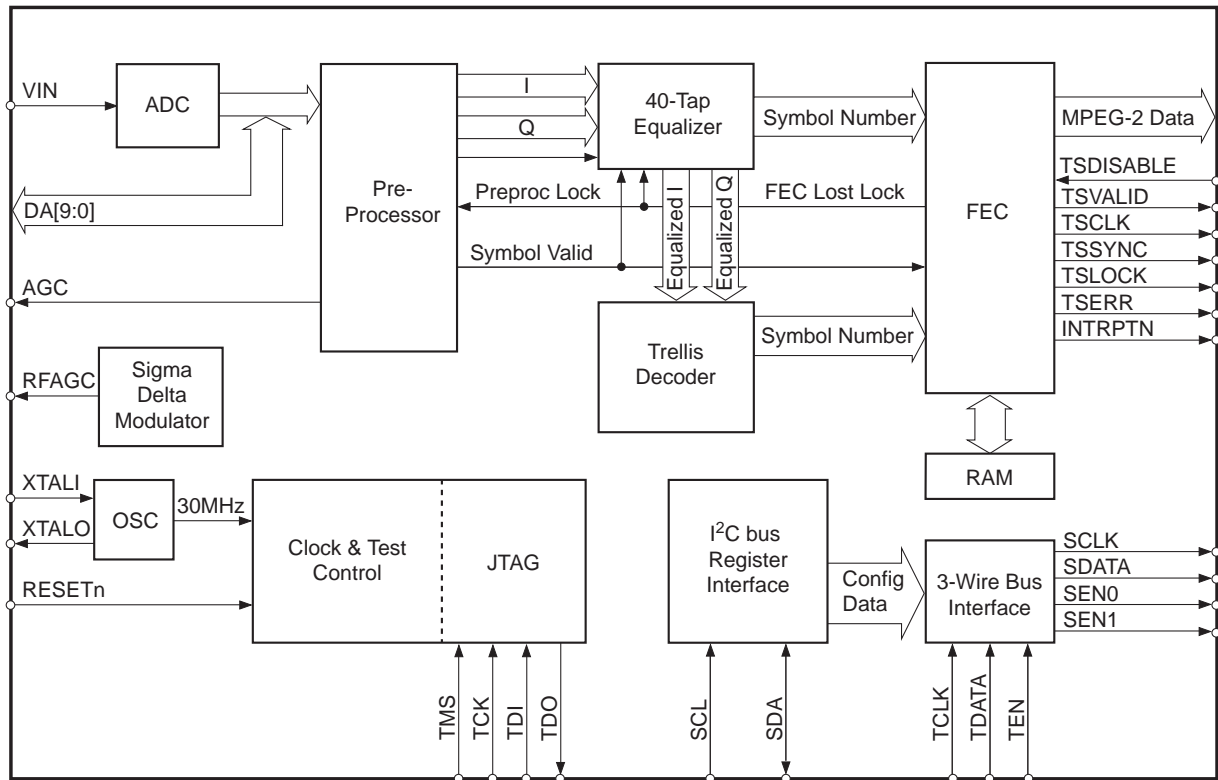 VIN
ADC
DA[9:0]
Pre-
Processor
I
Q
40-Tap
Equalizer
Symbol Number
FEC
MPEG-2 Data
TSDISABLE
TSVALID
TSCLK
TSSYNC
TSLOCK
TSERR
INTRPTN
Preproc Lock
FEC Lost Lock
Symbol Valid
Equalized I
Equalized Q
AGC
Trellis
Decoder
Symbol Number
RFAGC
Sigma
Delta
Modulator
RAM
XTALI
XTALO
OSC
30MHz
RESETn
Clock & Test
Control
JTAG
TMS
TCK
TDI
TDO
I²C bus
Register
Interface
Config
Data
SCL
SDA
3-Wire Bus
Interface
SCLK
SDATA
SEN0
SEN1
TCLK
TDATA
TEN